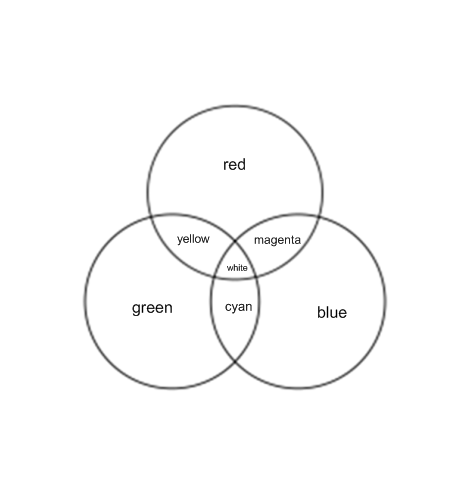 red
yellow
magenta
white
green
cyan
blue